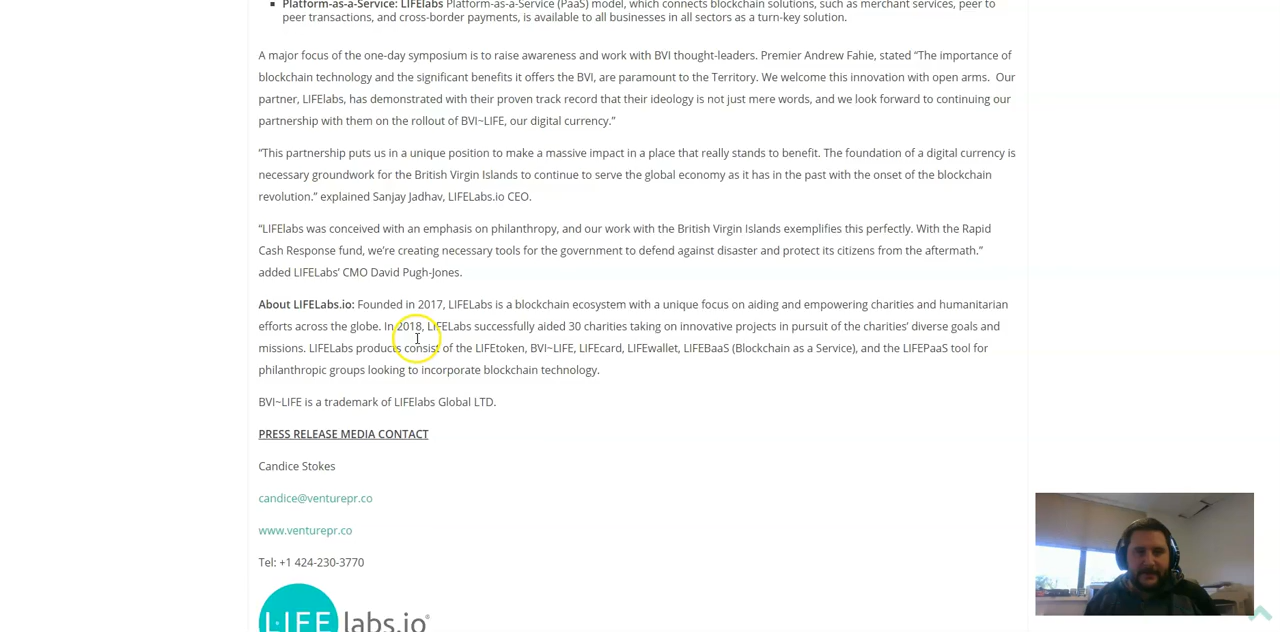 Platform-as-a-Service: LIFElabs Platform-as-a-Service (PaaS) model, which connects blockchain solutions, such as merchant services, peer to
peer transactions, and cross-border payments, is available to all businesses in all sectors as a turn-key solution.
A major focus of the one-day symposium is to raise awareness and work with BVI thought-leaders. Premier Andrew Fahie, stated “The importance of
blockchain technology and the significant benefits it offers the BVI, are paramount to the Territory. We welcome this innovation with open arms.  Our
partner, LIFElabs, has demonstrated with their proven track record that their ideology is not just mere words, and we look forward to continuing our
partnership with them on the rollout of BVI~LIFE, our digital currency.”
“This partnership puts us in a unique position to make a massive impact in a place that really stands to benefit. The foundation of a digital currency is
necessary groundwork for the British Virgin Islands to continue to serve the global economy as it has in the past with the onset of the blockchain
revolution.” explained Sanjay Jadhav, LIFELabs.io CEO.
“LIFElabs was conceived with an emphasis on philanthropy, and our work with the British Virgin Islands exemplifies this perfectly. With the Rapid
Cash Response fund, we’re creating necessary tools for the government to defend against disaster and protect its citizens from the aftermath.”
added LIFELabs’ CMO David Pugh-Jones.
About LIFELabs.io: Founded in 2017, LIFELabs is a blockchain ecosystem with a unique focus on aiding and empowering charities and humanitarian
efforts across the globe. In 2018, LIFELabs successfully aided 30 charities taking on innovative projects in pursuit of the charities’ diverse goals and
missions. LIFELabs products consist of the LIFEtoken, BVI~LIFE, LIFEcard, LIFEwallet, LIFEBaaS (Blockchain as a Service), and the LIFEPaaS tool for
philanthropic groups looking to incorporate blockchain technology.
BVI~LIFE is a trademark of LIFElabs Global LTD.
PRESS RELEASE MEDIA CONTACT
Candice Stokes
candice@venturepr.co
www.venturepr.co
Tel: +1 424-230-3770
LIFElabs.io®